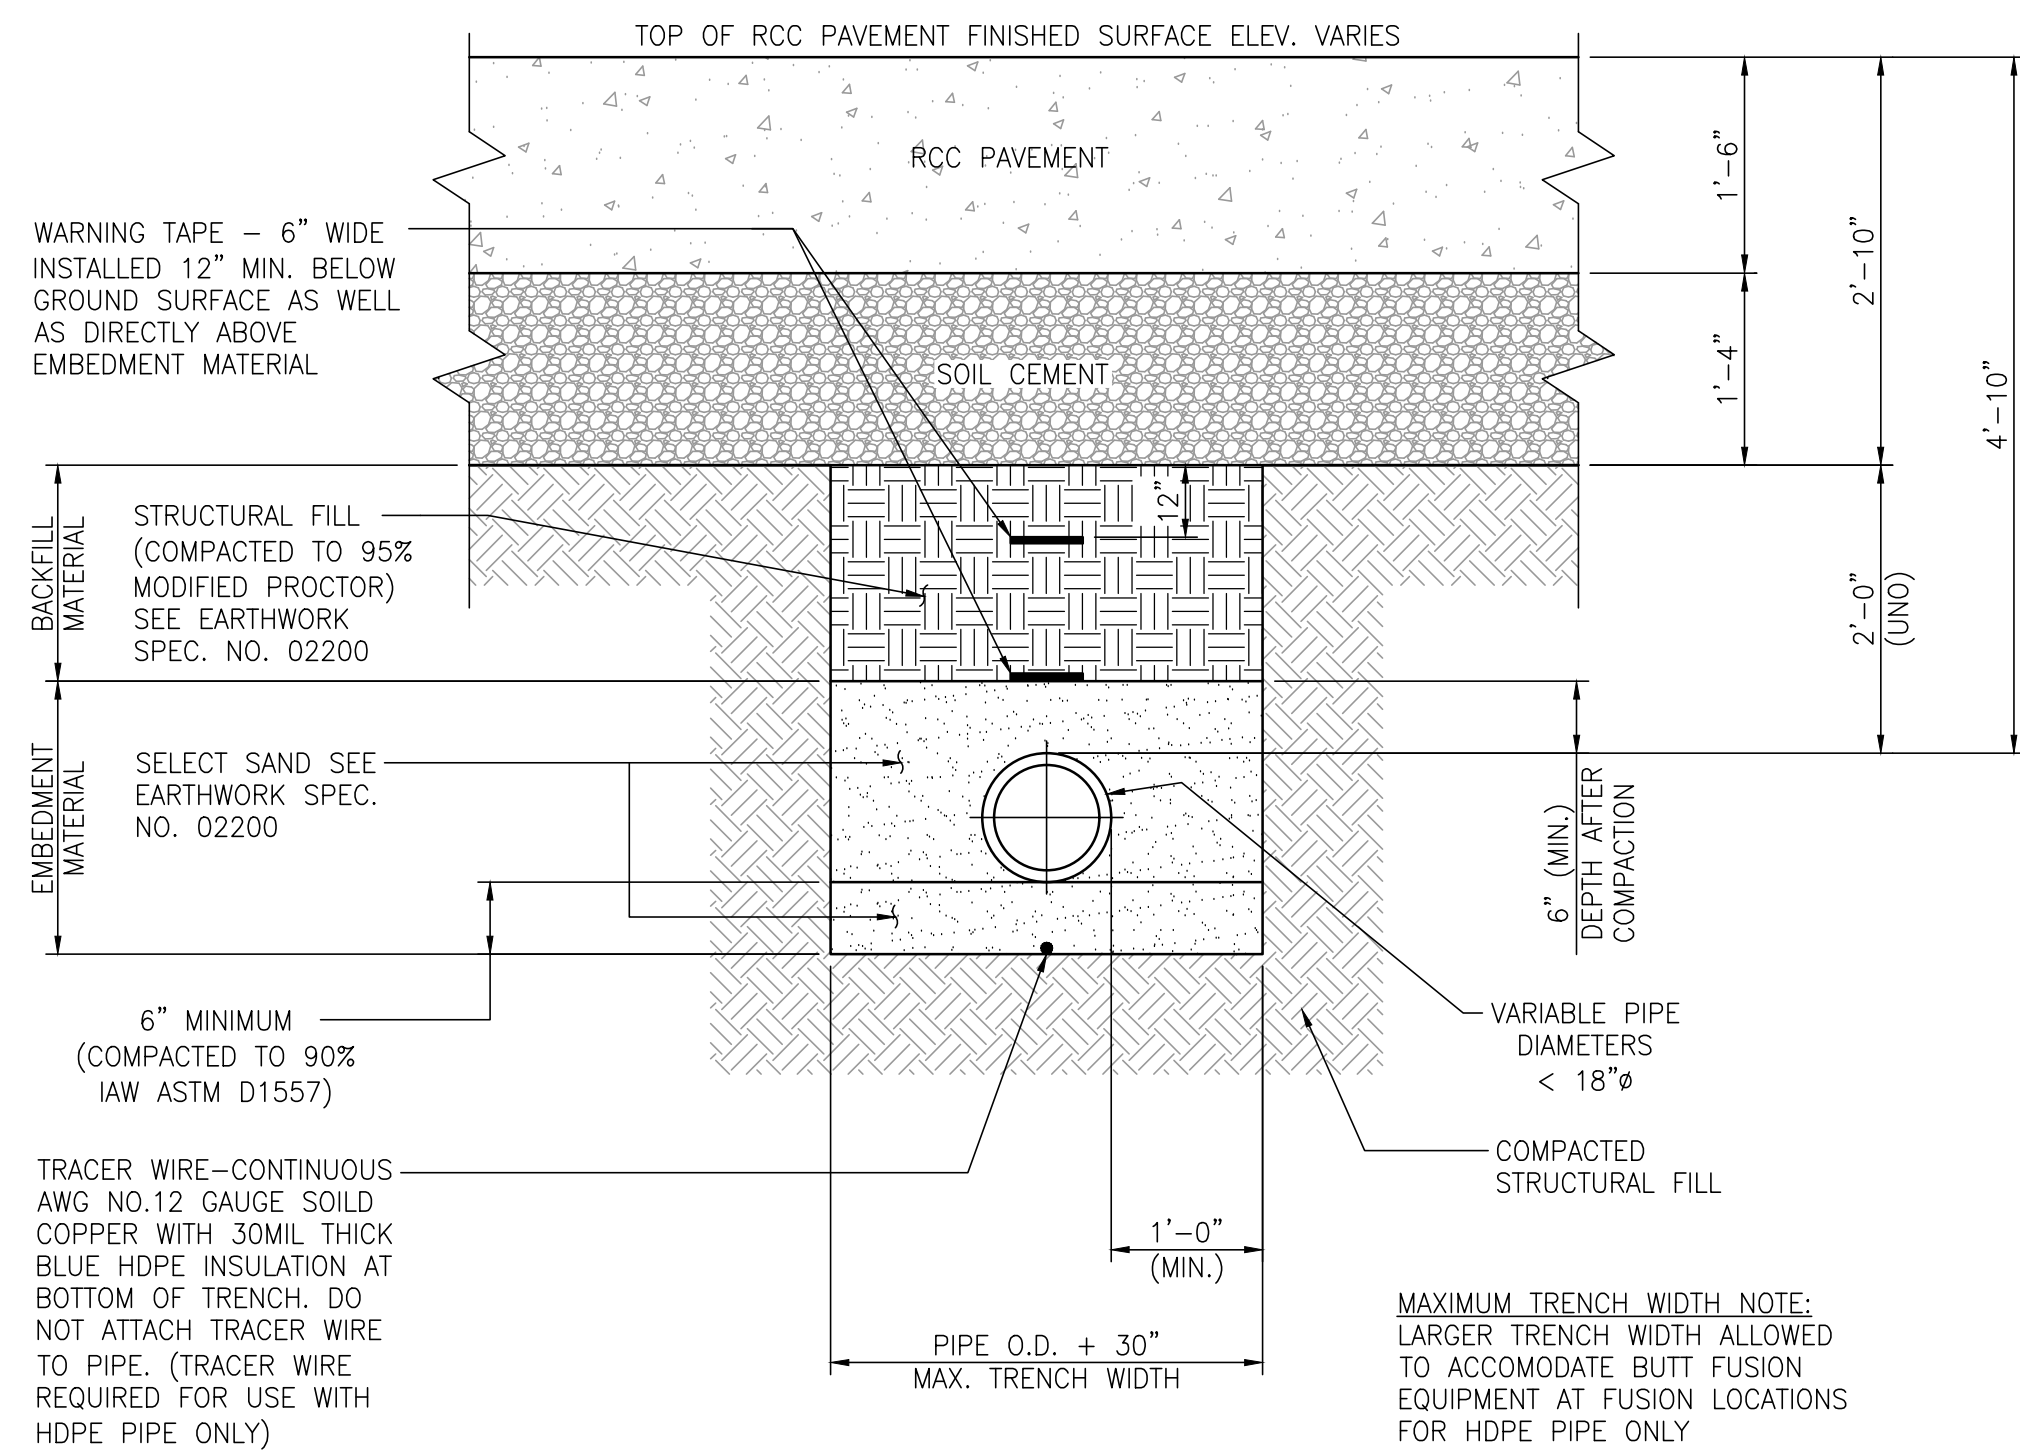 TOP OF RCC PAVEMENT FINISHED SURFACE ELEV. VARIES
RCC PAVEMENT
WARNING TAPE – 6" WIDE
INSTALLED 12" MIN. BELOW
GROUND SURFACE AS WELL
AS DIRECTLY ABOVE
EMBEDMENT MATERIAL
SOIL CEMENT
1'-6"
1'-4"
2'-10"
4'-10"
2'-0"
(UNO)
12"
BACKFILL
MATERIAL
STRUCTURAL FILL
(COMPACTED TO 95%
MODIFIED PROCTOR)
SEE EARTHWORK
SPEC. NO. 02200
EMBEDMENT
MATERIAL
SELECT SAND SEE
EARTHWORK SPEC.
NO. 02200
6" (MIN.)
DEPTH AFTER
COMPACTION
6" MINIMUM
(COMPACTED TO 90%
IAW ASTM D1557)
VARIABLE PIPE
DIAMETERS
< 18"ø
COMPACTED
STRUCTURAL FILL
TRACER WIRE-CONTINUOUS
AWG NO.12 GAUGE SOILD
COPPER WITH 30MIL THICK
BLUE HDPE INSULATION AT
BOTTOM OF TRENCH. DO
NOT ATTACH TRACER WIRE
TO PIPE. (TRACER WIRE
REQUIRED FOR USE WITH
HDPE PIPE ONLY)
1'-0"
(MIN.)
PIPE O.D. + 30"
MAX. TRENCH WIDTH
MAXIMUM TRENCH WIDTH NOTE:
LARGER TRENCH WIDTH ALLOWED
TO ACCOMODATE BUTT FUSION
EQUIPMENT AT FUSION LOCATIONS
FOR HDPE PIPE ONLY